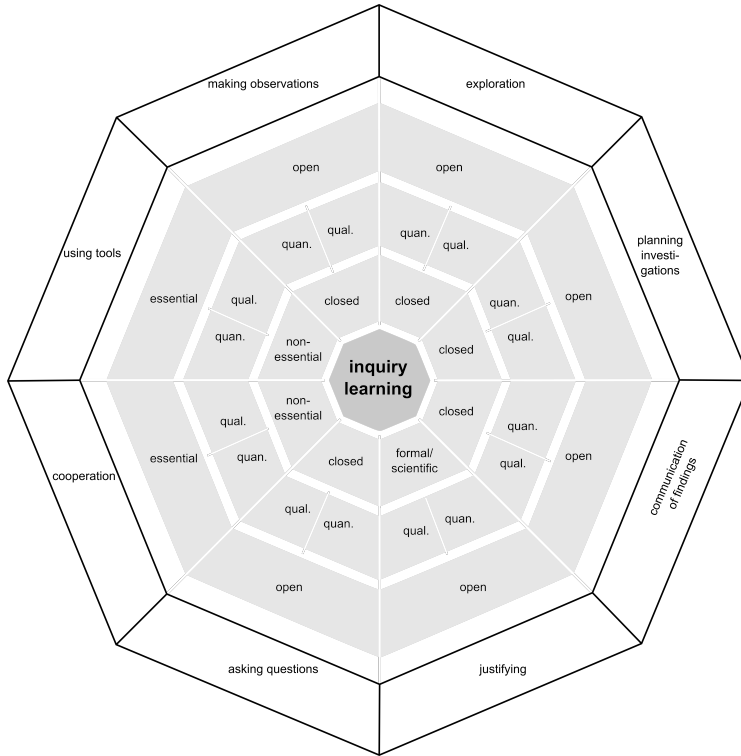 making observations
exploration
open
open
quan.
qual.
quan.
qual.
using tools
planning
investi-
gations
essential
qual.
quan.
closed
closed
quan.
qual.
open
non-
essential
closed
inquiry
learning
non-
essential
closed
qual.
quan.
essential
cooperation
closed
formal/
scientific
quan.
qual.
open
communication
of findings
qual.
quan.
qual.
quan.
open
open
asking questions
justifying